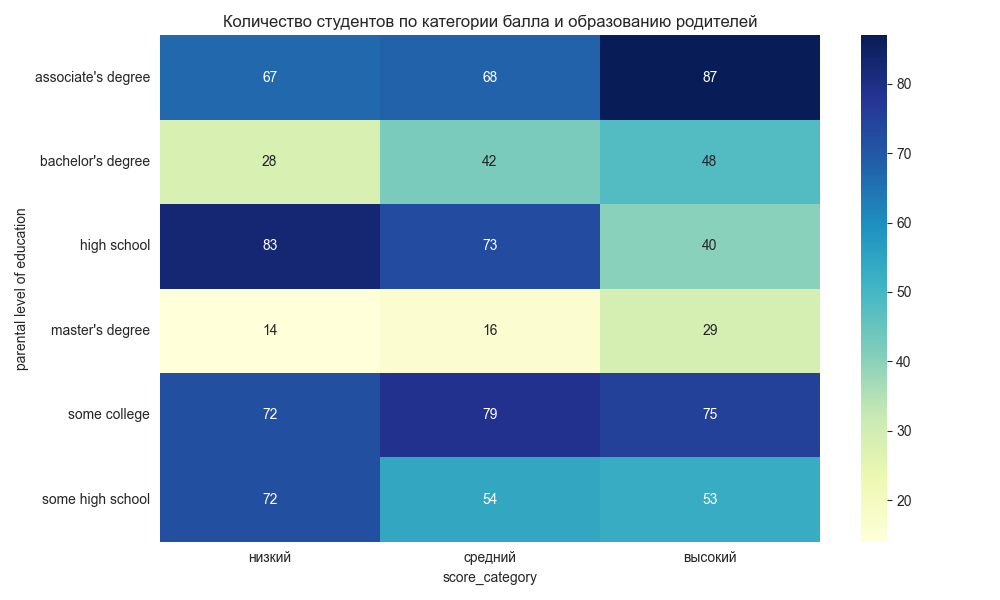 Количество студентов по категории балла и образованию родителей
parental level of education
associate's degree 67 68 87
bachelor's degree 28 42 48
high school 83 73 40
master's degree 14 16 29
some college 72 79 75
some high school 72 54 53
низкий средний высокий
score_category
80
70
60
50
40
30
20